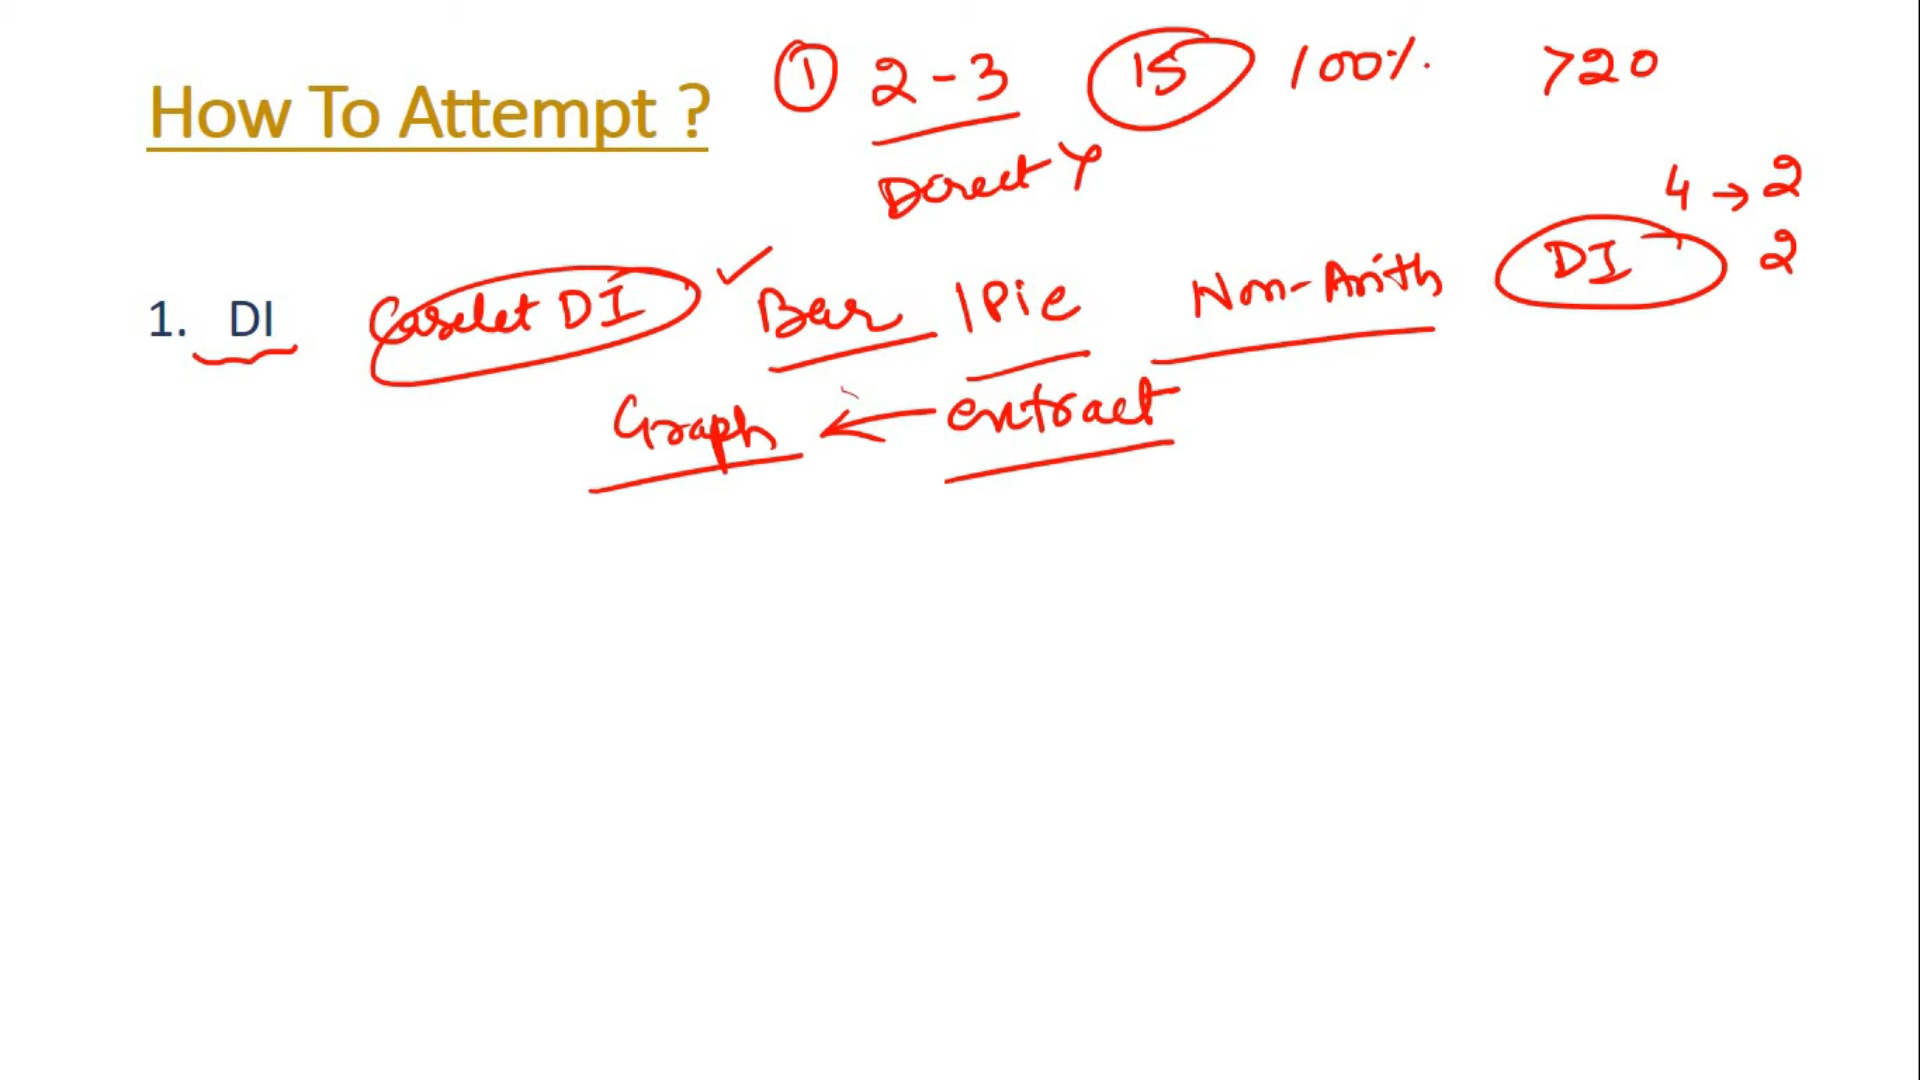 How To Attempt ? ① 2-3 15 100% >20
Direct
4 → 2
1. DI Caselet DI ✓ Bar | Pie Non-Arith DI 2
Graph ← extract